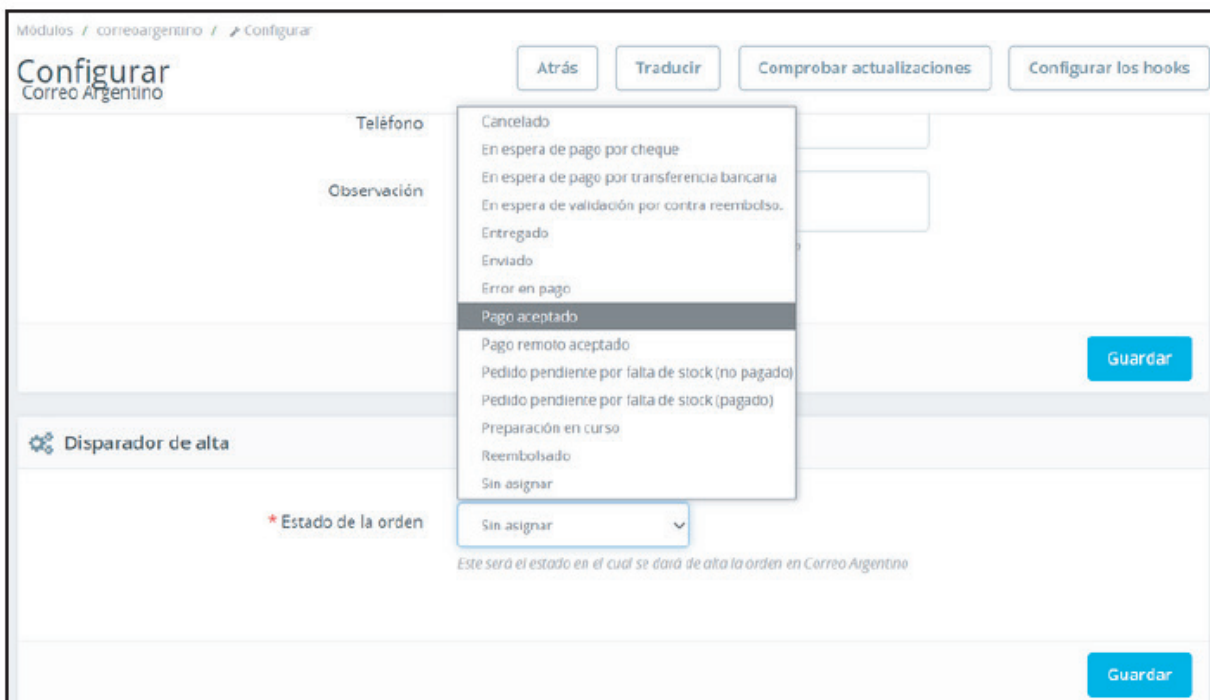 Módulos / correoargentino / Configurar
Configurar
Correo Argentino
Atrás
Traducir
Comprobar actualizaciones
Configurar los hooks
Teléfono
Observación
Cancelado
En espera de pago por cheque
En espera de pago por transferencia bancaria
En espera de validación por contra reembolso.
Entregado
Enviado
Error en pago
Pago aceptado
Pago remoto aceptado
Pedido pendiente por falta de stock (no pagado)
Pedido pendiente por falta de stock (pagado)
Preparación en curso
Reembolsado
Sin asignar
Guardar
Disparador de alta
* Estado de la orden
Sin asignar
Este será el estado en el cual se dará de alta la orden en Correo Argentino
Guardar